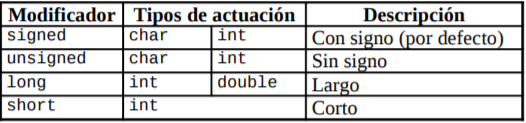 Modificador Tipos de actuación Descripción
signed char int Con signo (por defecto)
unsigned char int Sin signo
long int double Largo
short int Corto